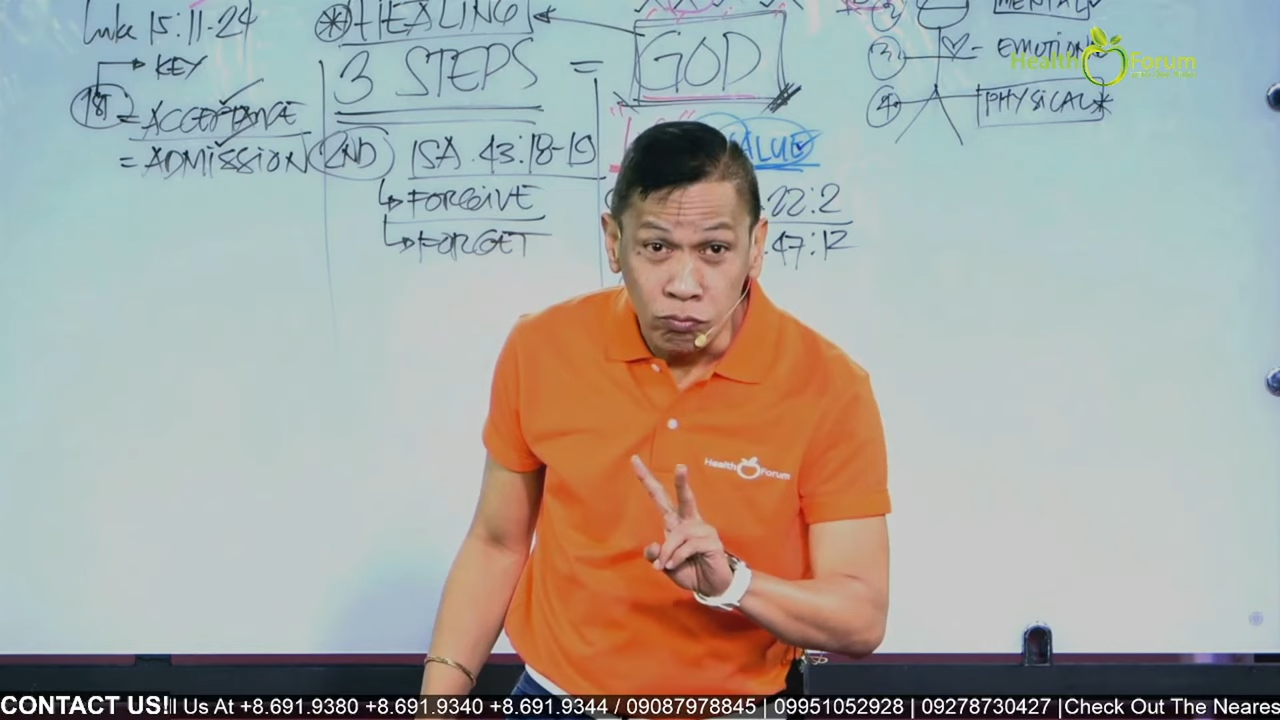 Luke 15:11-24
KEY
1st = ACCEPTANCE
= ADMISSION
HEALING
3 STEPS = GOD
2ND ISA. 43:18-19
FORGIVE
FORGET
VALUE
22:2
47:12
2 MENTAL
3 EMOTION
4 PHYSICAL
Health Forum
Health Forum
CONTACT US! ll Us At +8.691.9380 +8.691.9340 +8.691.9344 / 09087978845 | 09951052928 | 09278730427 |Check Out The Neares